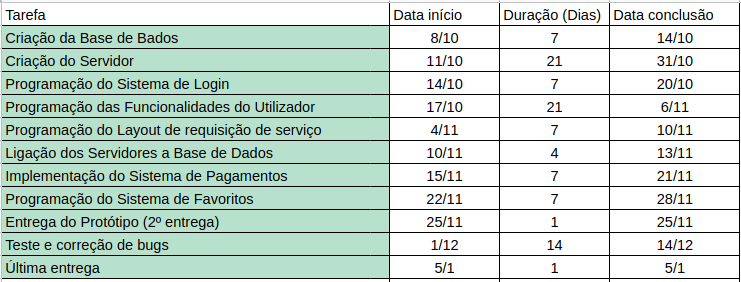 Tarefa Data início Duração (Dias) Data conclusão
Criação da Base de Bados 8/10 7 14/10
Criação do Servidor 11/10 21 31/10
Programação do Sistema de Login 14/10 7 20/10
Programação das Funcionalidades do Utilizador 17/10 21 6/11
Programação do Layout de requisição de serviço 4/11 7 10/11
Ligação dos Servidores a Base de Dados 10/11 4 13/11
Implementação do Sistema de Pagamentos 15/11 7 21/11
Programação do Sistema de Favoritos 22/11 7 28/11
Entrega do Protótipo (2º entrega) 25/11 1 25/11
Teste e correção de bugs 1/12 14 14/12
Última entrega 5/1 1 5/1